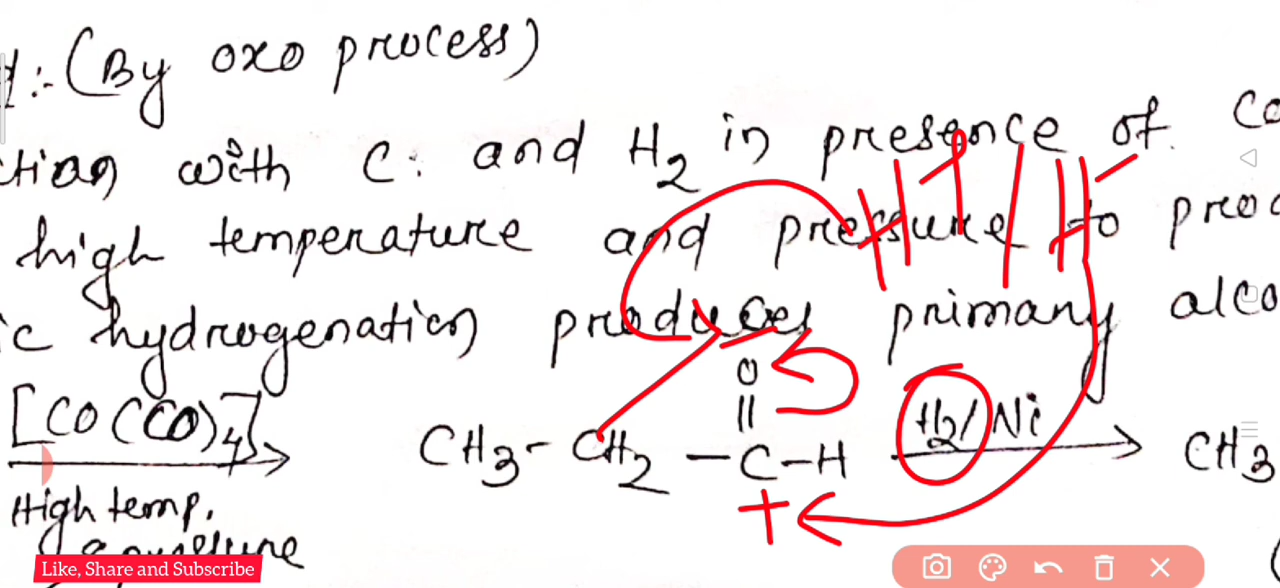 (By oxo process)
with C: and H2 in presence of
high temperature and pressure to
hydrogenation produces primary
[CO(CO)4]
O
||
CH3- CH2 -C-H H2/Ni CH3
+
High temp.
Like, Share and Subscribe